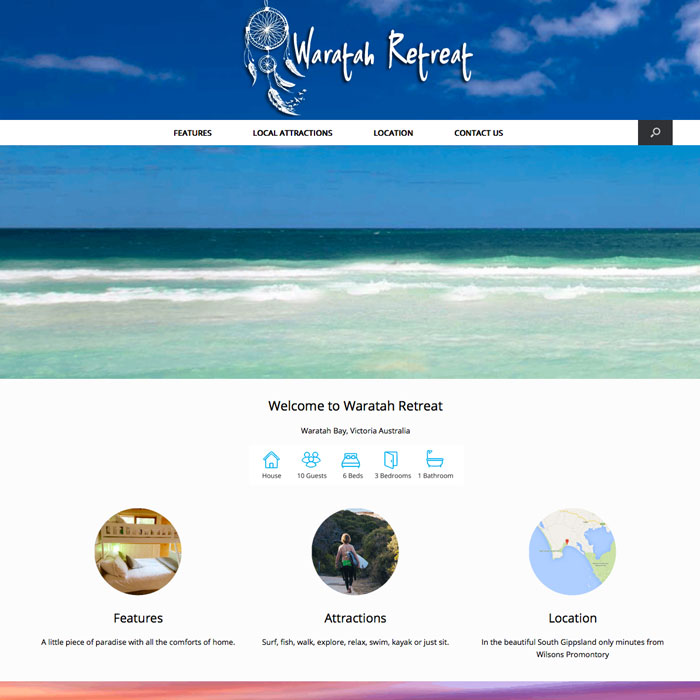 Waratah Retreat
FEATURES LOCAL ATTRACTIONS LOCATION CONTACT US
Welcome to Waratah Retreat
Waratah Bay, Victoria Australia
House 10 Guests 6 Beds 3 Bedrooms 1 Bathroom
Features Attractions Location
A little piece of paradise with all the comforts of home. Surf, fish, walk, explore, relax, swim, kayak or just sit. In the beautiful South Gippsland only minutes from
Wilsons Promontory